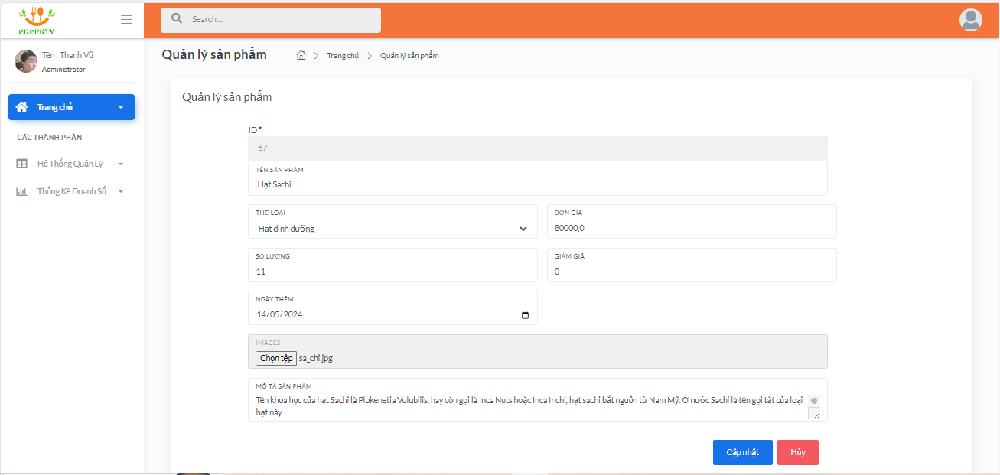 GREENTY
Search ...
Tên : Thanh Vũ
Administrator
Trang chủ
CÁC THÀNH PHẦN
Hệ Thống Quản Lý
Thống Kê Doanh Số
Quản lý sản phẩm
Trang chủ
Quản lý sản phẩm
Quản lý sản phẩm
ID*
67
TÊN SẢN PHẨM
Hạt Sachi
THỂ LOẠI
Hạt dinh dưỡng
ĐƠN GIÁ
80000,0
SỐ LƯỢNG
11
GIẢM GIÁ
0
NGÀY THÊM
14/05/2024
IMAGES
Chọn tệp sa_chi.jpg
MÔ TẢ SẢN PHẨM
Tên khoa học của hạt Sachi là Plukenetia Volubilis, hay còn gọi là Inca Nuts hoặc Inca Inchi, hạt sachi bắt nguồn từ Nam Mỹ. Ở nước Sachi là tên gọi tắt của loại
hạt này.
Cập nhật
Hủy